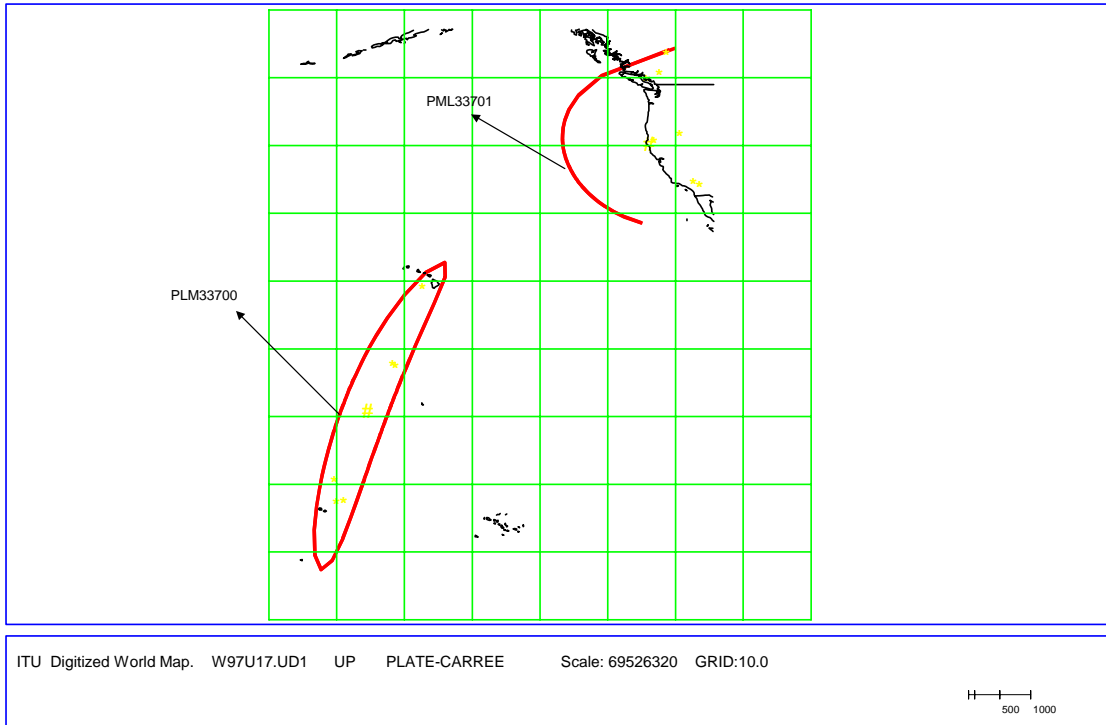 PML33701
PLM33700
#
ITU Digitized World Map. W97U17.UD1 UP PLATE-CARREE Scale: 69526320 GRID:10.0
500 1000